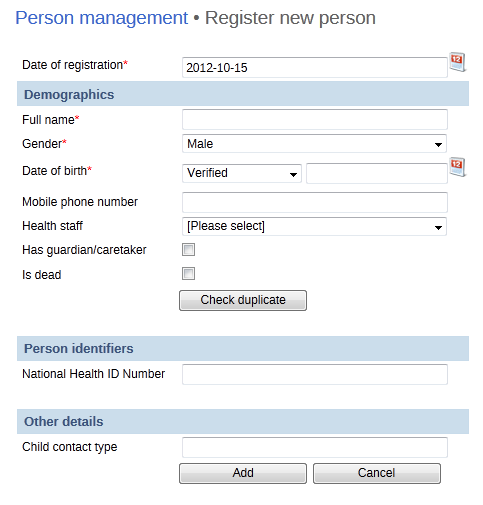 Person management • Register new person
Date of registration* 2012-10-15
Demographics
Full name*
Gender* Male
Date of birth* Verified
Mobile phone number
Health staff [Please select]
Has guardian/caretaker
Is dead
Check duplicate
Person identifiers
National Health ID Number
Other details
Child contact type
Add Cancel